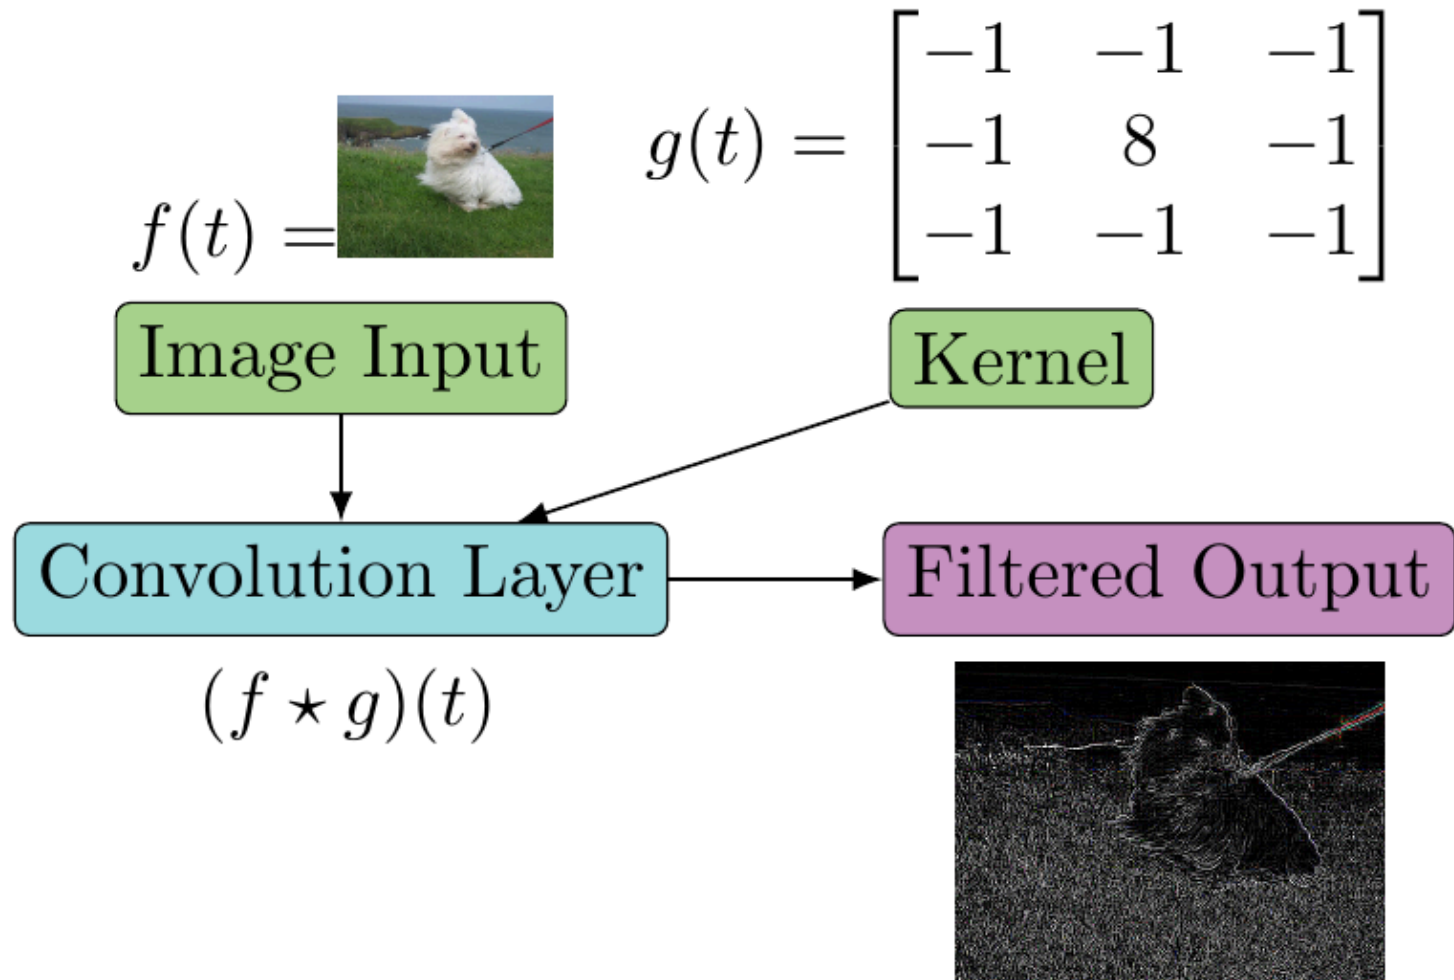 f(t) =
g(t) =
−1 −1 −1
−1 8 −1
−1 −1 −1
Image Input
Kernel
Convolution Layer
Filtered Output
(f ⋆ g)(t)